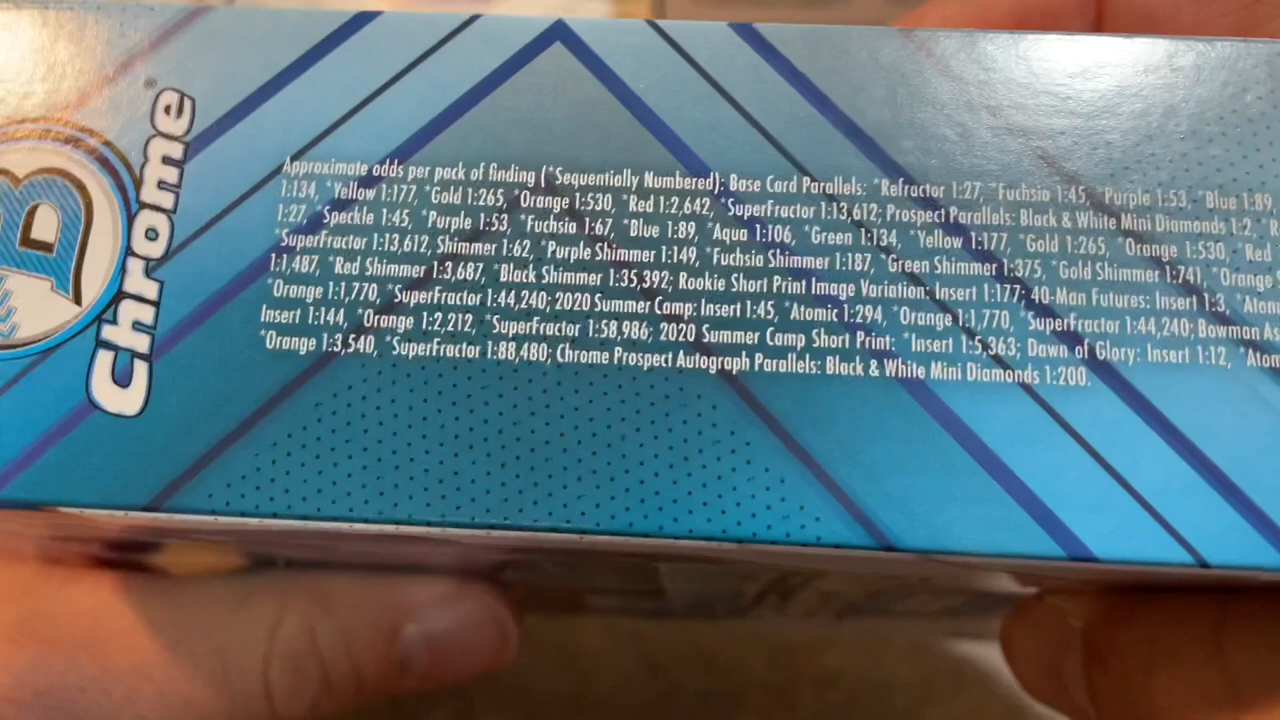 Chrome
Approximate odds per pack of finding (*Sequentially Numbered): Base Card Parallels: *Refractor 1:27, *Fuchsia 1:45, *Purple 1:53, *Blue 1:89,
1:134, *Yellow 1:177, *Gold 1:265, *Orange 1:530, *Red 1:2,642, *SuperFractor 1:13,612; Prospect Parallels: Black & White Mini Diamonds 1:2,
1:27, Speckle 1:45, *Purple 1:53, *Fuchsia 1:67, *Blue 1:89, *Aqua 1:106, *Green 1:134, *Yellow 1:177, *Gold 1:265, *Orange 1:530, *Red
*SuperFractor 1:13,612, Shimmer 1:62, *Purple Shimmer 1:149, *Fuchsia Shimmer 1:187, *Green Shimmer 1:375, *Gold Shimmer 1:741, *Orange
1:1,487, *Red Shimmer 1:3,687, *Black Shimmer 1:35,392; Rookie Short Print Image Variation: Insert 1:177; 40-Man Futures: Insert 1:3, *Atom
*Orange 1:1,770, *SuperFractor 1:44,240; 2020 Summer Camp: Insert 1:45, *Atomic 1:294, *Orange 1:1,770, *SuperFractor 1:44,240; Bowman As
Insert 1:144, *Orange 1:2,212, *SuperFractor 1:58,986; 2020 Summer Camp Short Print: *Insert 1:5,363; Dawn of Glory: Insert 1:12, *Atom
*Orange 1:3,540, *SuperFractor 1:88,480; Chrome Prospect Autograph Parallels: Black & White Mini Diamonds 1:200.